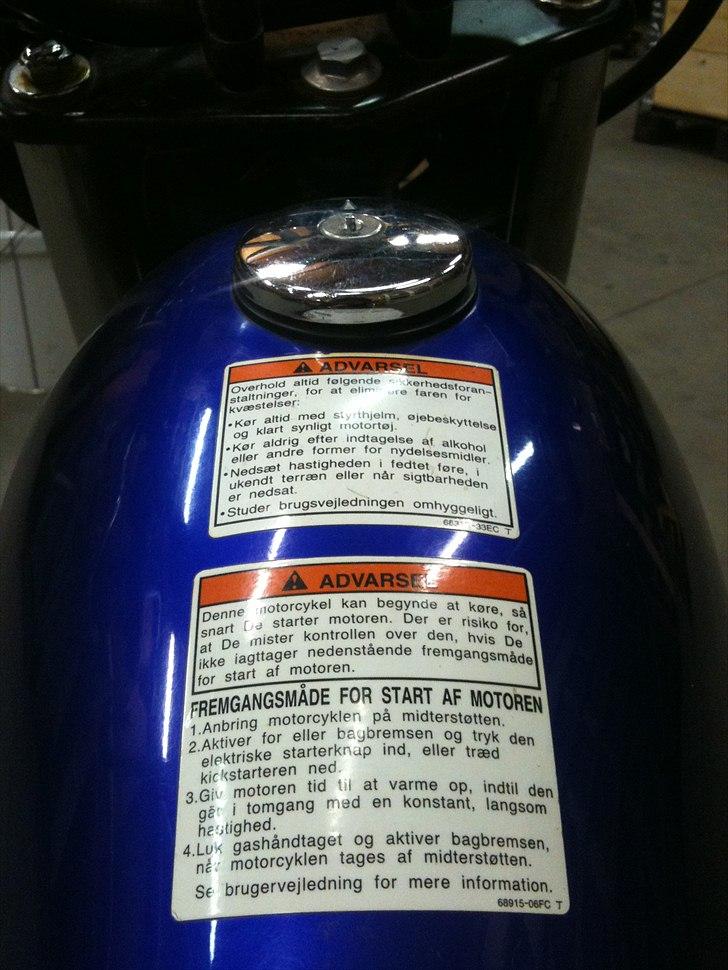 ADVARSEL
Overhold altid følgende sikkerhedsforan-
staltninger, for at eliminere faren for
kvæstelser:
•Kør altid med styrthjelm, øjebeskyttelse
og klart synligt motortøj.
•Kør aldrig efter indtagelse af alkohol
eller andre former for nydelsesmidler.
•Nedsæt hastigheden i fedtet føre, i
ukendt terræn eller når sigtbarheden
er nedsat.
•Studer brugsvejledningen omhyggeligt.
T
ADVARSEL
Denne motorcykel kan begynde at køre, så
snart De starter motoren. Der er risiko for,
at De mister kontrollen over den, hvis De
ikke iagttager nedenstående fremgangsmåde
for start af motoren.
FREMGANGSMÅDE FOR START AF MOTOREN
1.Anbring motorcyklen på midterstøtten.
2.Aktiver for eller bagbremsen og tryk den
elektriske starterknap ind, eller træd
kickstarteren ned.
3.Giv motoren tid til at varme op, indtil den
går i tomgang med en konstant, langsom
hastighed.
4.Luk gashåndtaget og aktiver bagbremsen,
når motorcyklen tages af midterstøtten.
Se brugervejledning for mere information.
68915-06FC T